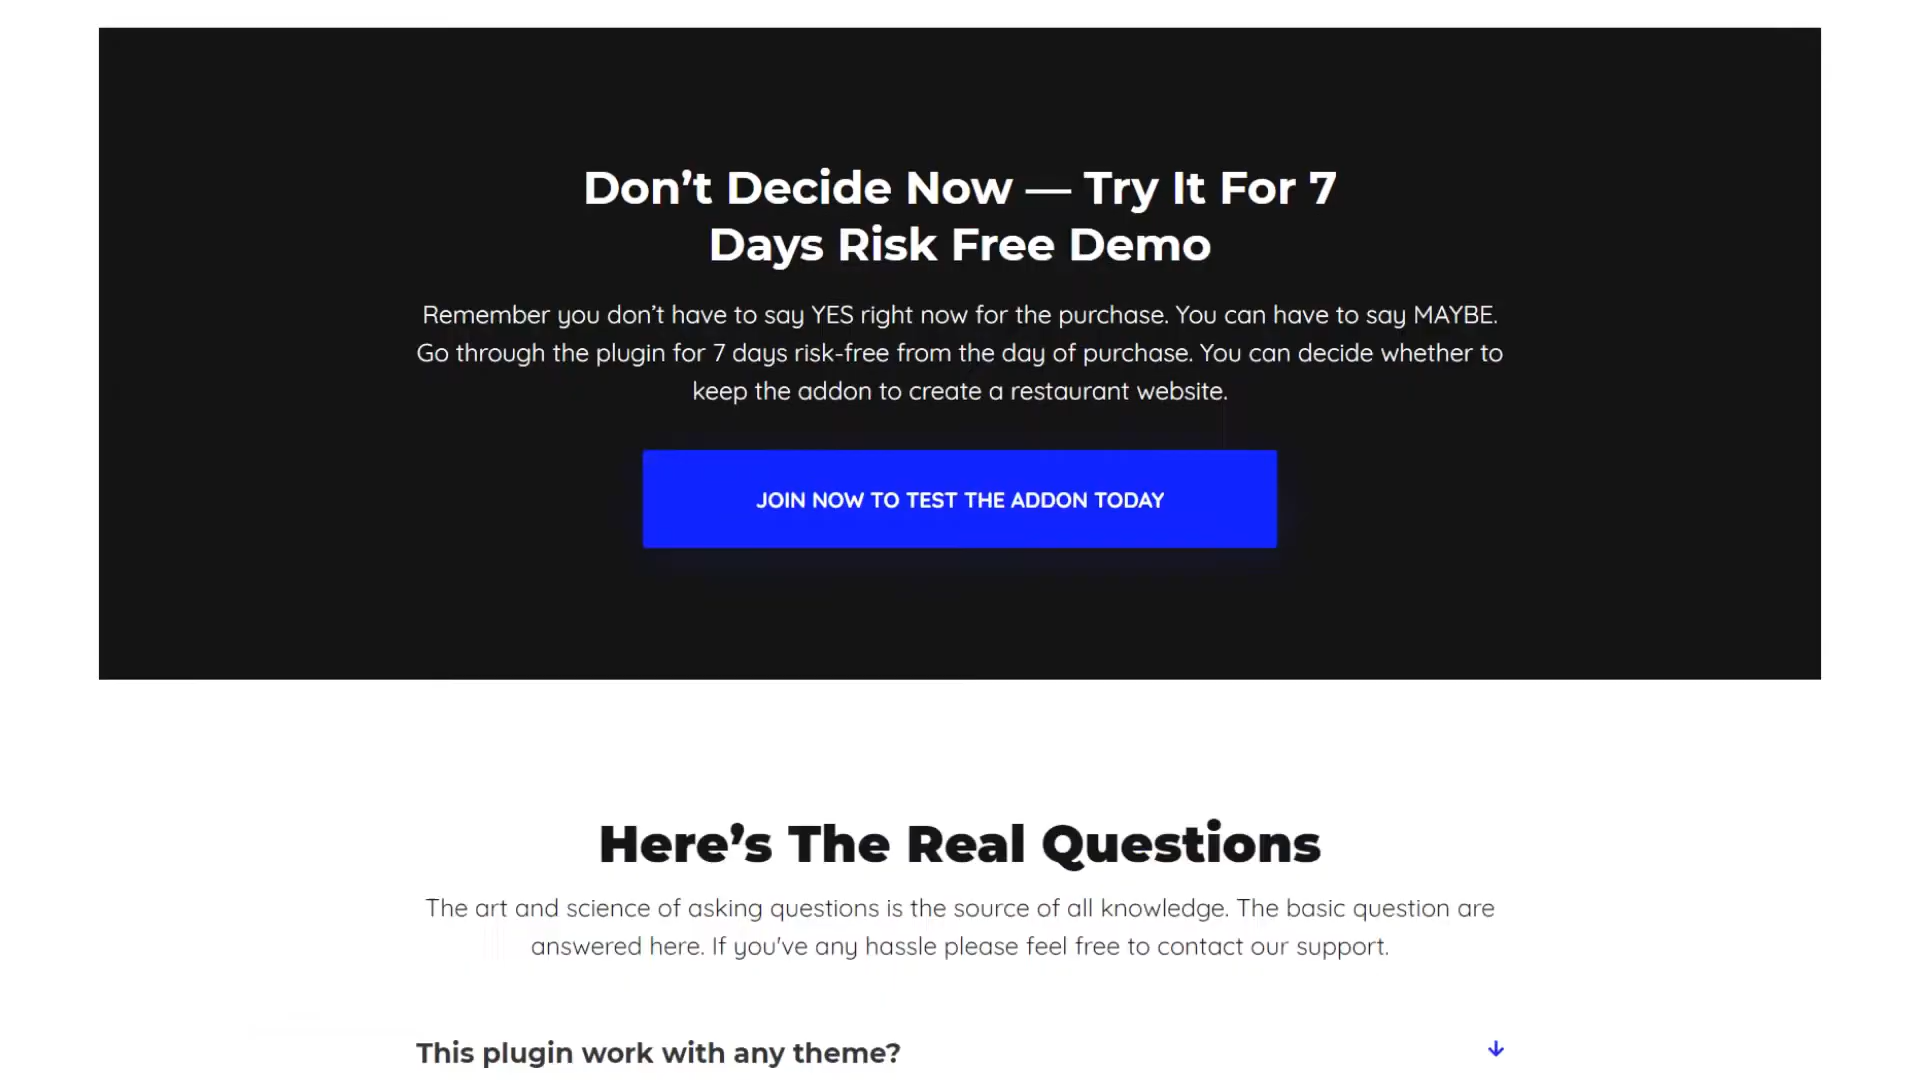 Don’t Decide Now — Try It For 7
Days Risk Free Demo
Remember you don’t have to say YES right now for the purchase. You can have to say MAYBE.
Go through the plugin for 7 days risk-free from the day of purchase. You can decide whether to
keep the addon to create a restaurant website.
JOIN NOW TO TEST THE ADDON TODAY
Here’s The Real Questions
The art and science of asking questions is the source of all knowledge. The basic question are
answered here. If you've any hassle please feel free to contact our support.
This plugin work with any theme?